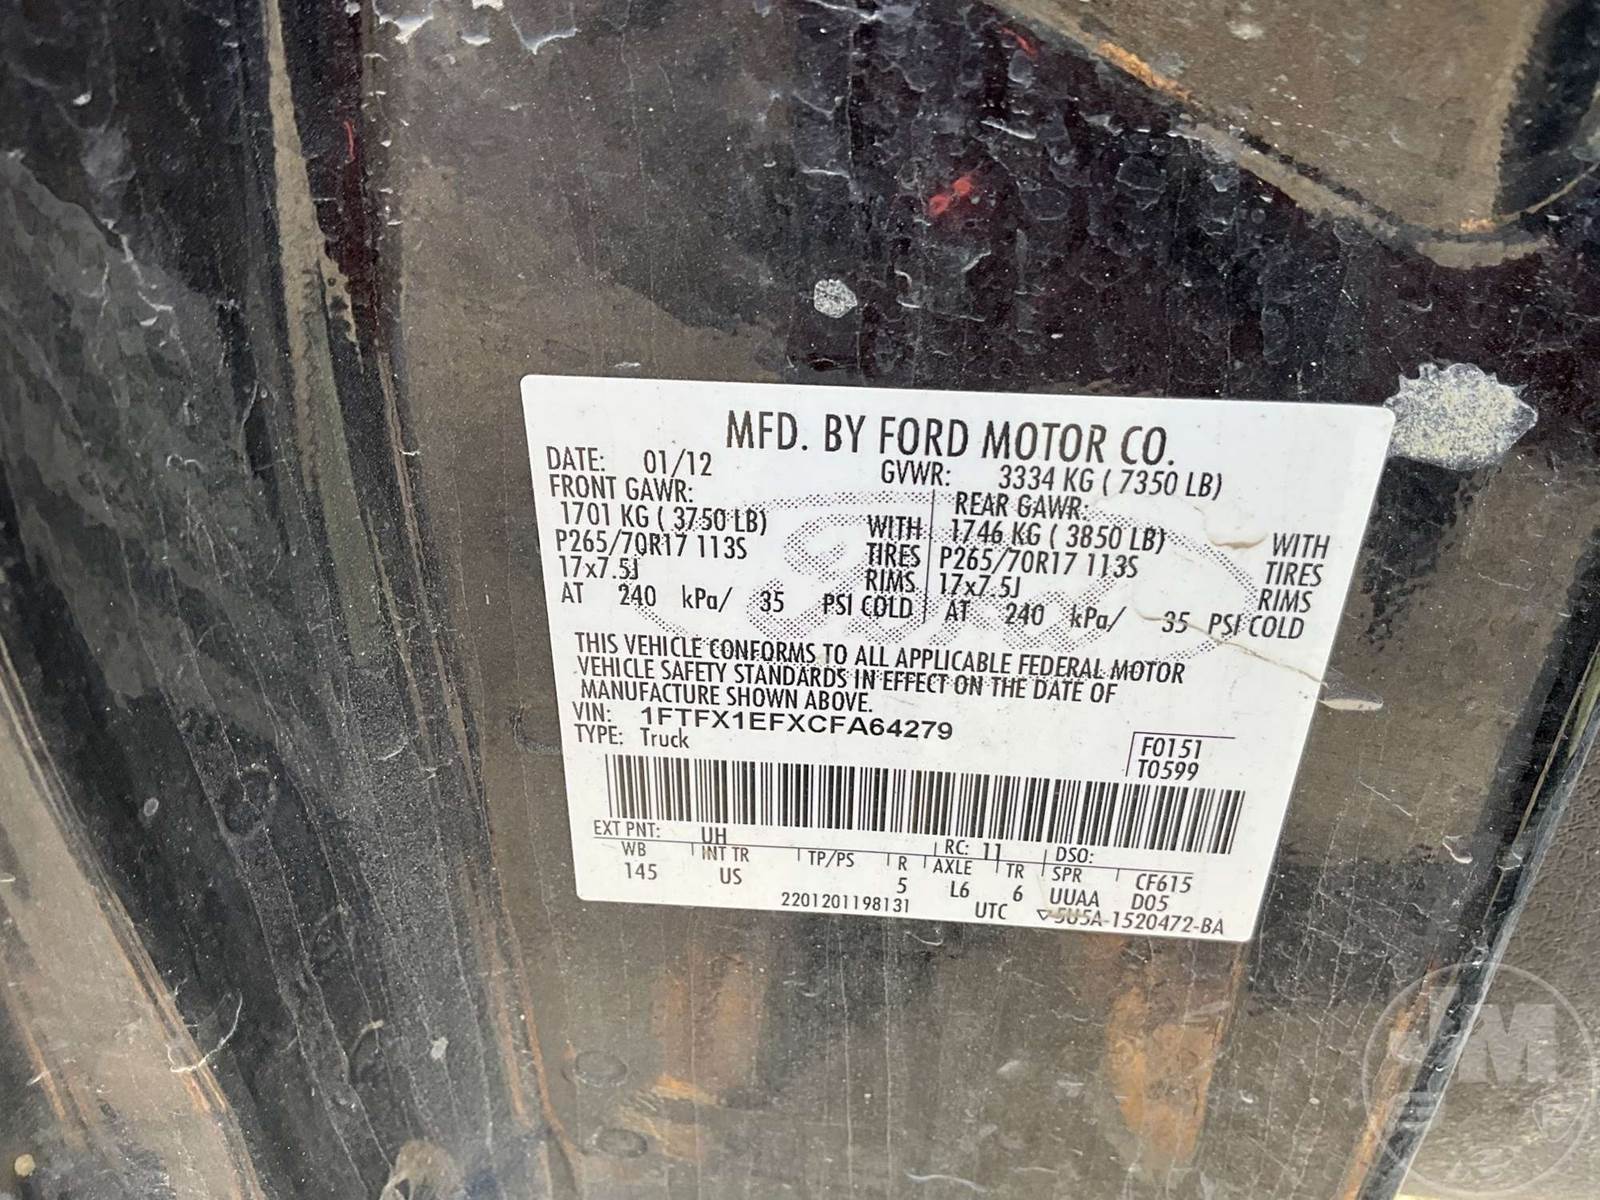 MFD. BY FORD MOTOR CO.
DATE: 01/12 GVWR: 3334 KG ( 7350 LB)
FRONT GAWR: REAR GAWR:
1701 KG ( 3750 LB) WITH 1746 KG ( 3850 LB) WITH
P265/70R17 113S TIRES P265/70R17 113S TIRES
17x7.5J RIMS 17x7.5J RIMS
AT 240 kPa/ 35 PSI COLD AT 240 kPa/ 35 PSI COLD
THIS VEHICLE CONFORMS TO ALL APPLICABLE FEDERAL MOTOR
VEHICLE SAFETY STANDARDS IN EFFECT ON THE DATE OF
MANUFACTURE SHOWN ABOVE.
VIN: 1FTFX1EFXCFA64279
TYPE: Truck
F0151
T0599
EXT PNT: UH RC: 11 DSO:
WB INT TR TP/PS R AXLE TR SPR CF615
145 US 5 L6 6 UUAA D05
2201201198131 UTC 5U5A-1520472-BA